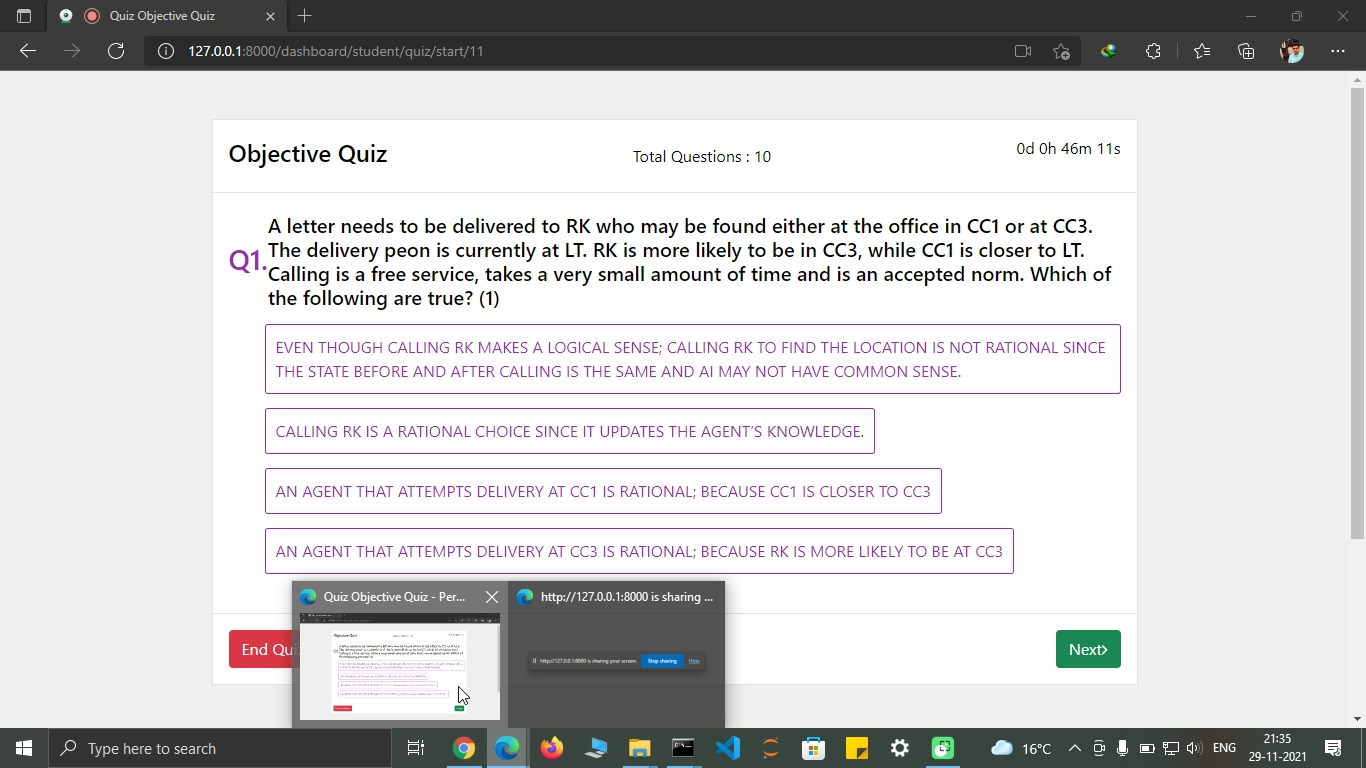 Quiz Objective Quiz
127.0.0.1:8000/dashboard/student/quiz/start/11
Objective Quiz
Total Questions : 10
0d 0h 46m 11s
Q1.
A letter needs to be delivered to RK who may be found either at the office in CC1 or at CC3.
The delivery peon is currently at LT. RK is more likely to be in CC3, while CC1 is closer to LT.
Calling is a free service, takes a very small amount of time and is an accepted norm. Which of
the following are true? (1)
EVEN THOUGH CALLING RK MAKES A LOGICAL SENSE; CALLING RK TO FIND THE LOCATION IS NOT RATIONAL SINCE
THE STATE BEFORE AND AFTER CALLING IS THE SAME AND AI MAY NOT HAVE COMMON SENSE.
CALLING RK IS A RATIONAL CHOICE SINCE IT UPDATES THE AGENT'S KNOWLEDGE.
AN AGENT THAT ATTEMPTS DELIVERY AT CC1 IS RATIONAL; BECAUSE CC1 IS CLOSER TO CC3
AN AGENT THAT ATTEMPTS DELIVERY AT CC3 IS RATIONAL; BECAUSE RK IS MORE LIKELY TO BE AT CC3
Quiz Objective Quiz - Per...
http://127.0.0.1:8000 is sharing ...
http://127.0.0.1:8000 is sharing your screen.
Stop sharing
Hide
End Qu
Next
Type here to search
16°C
ENG
21:35
29-11-2021